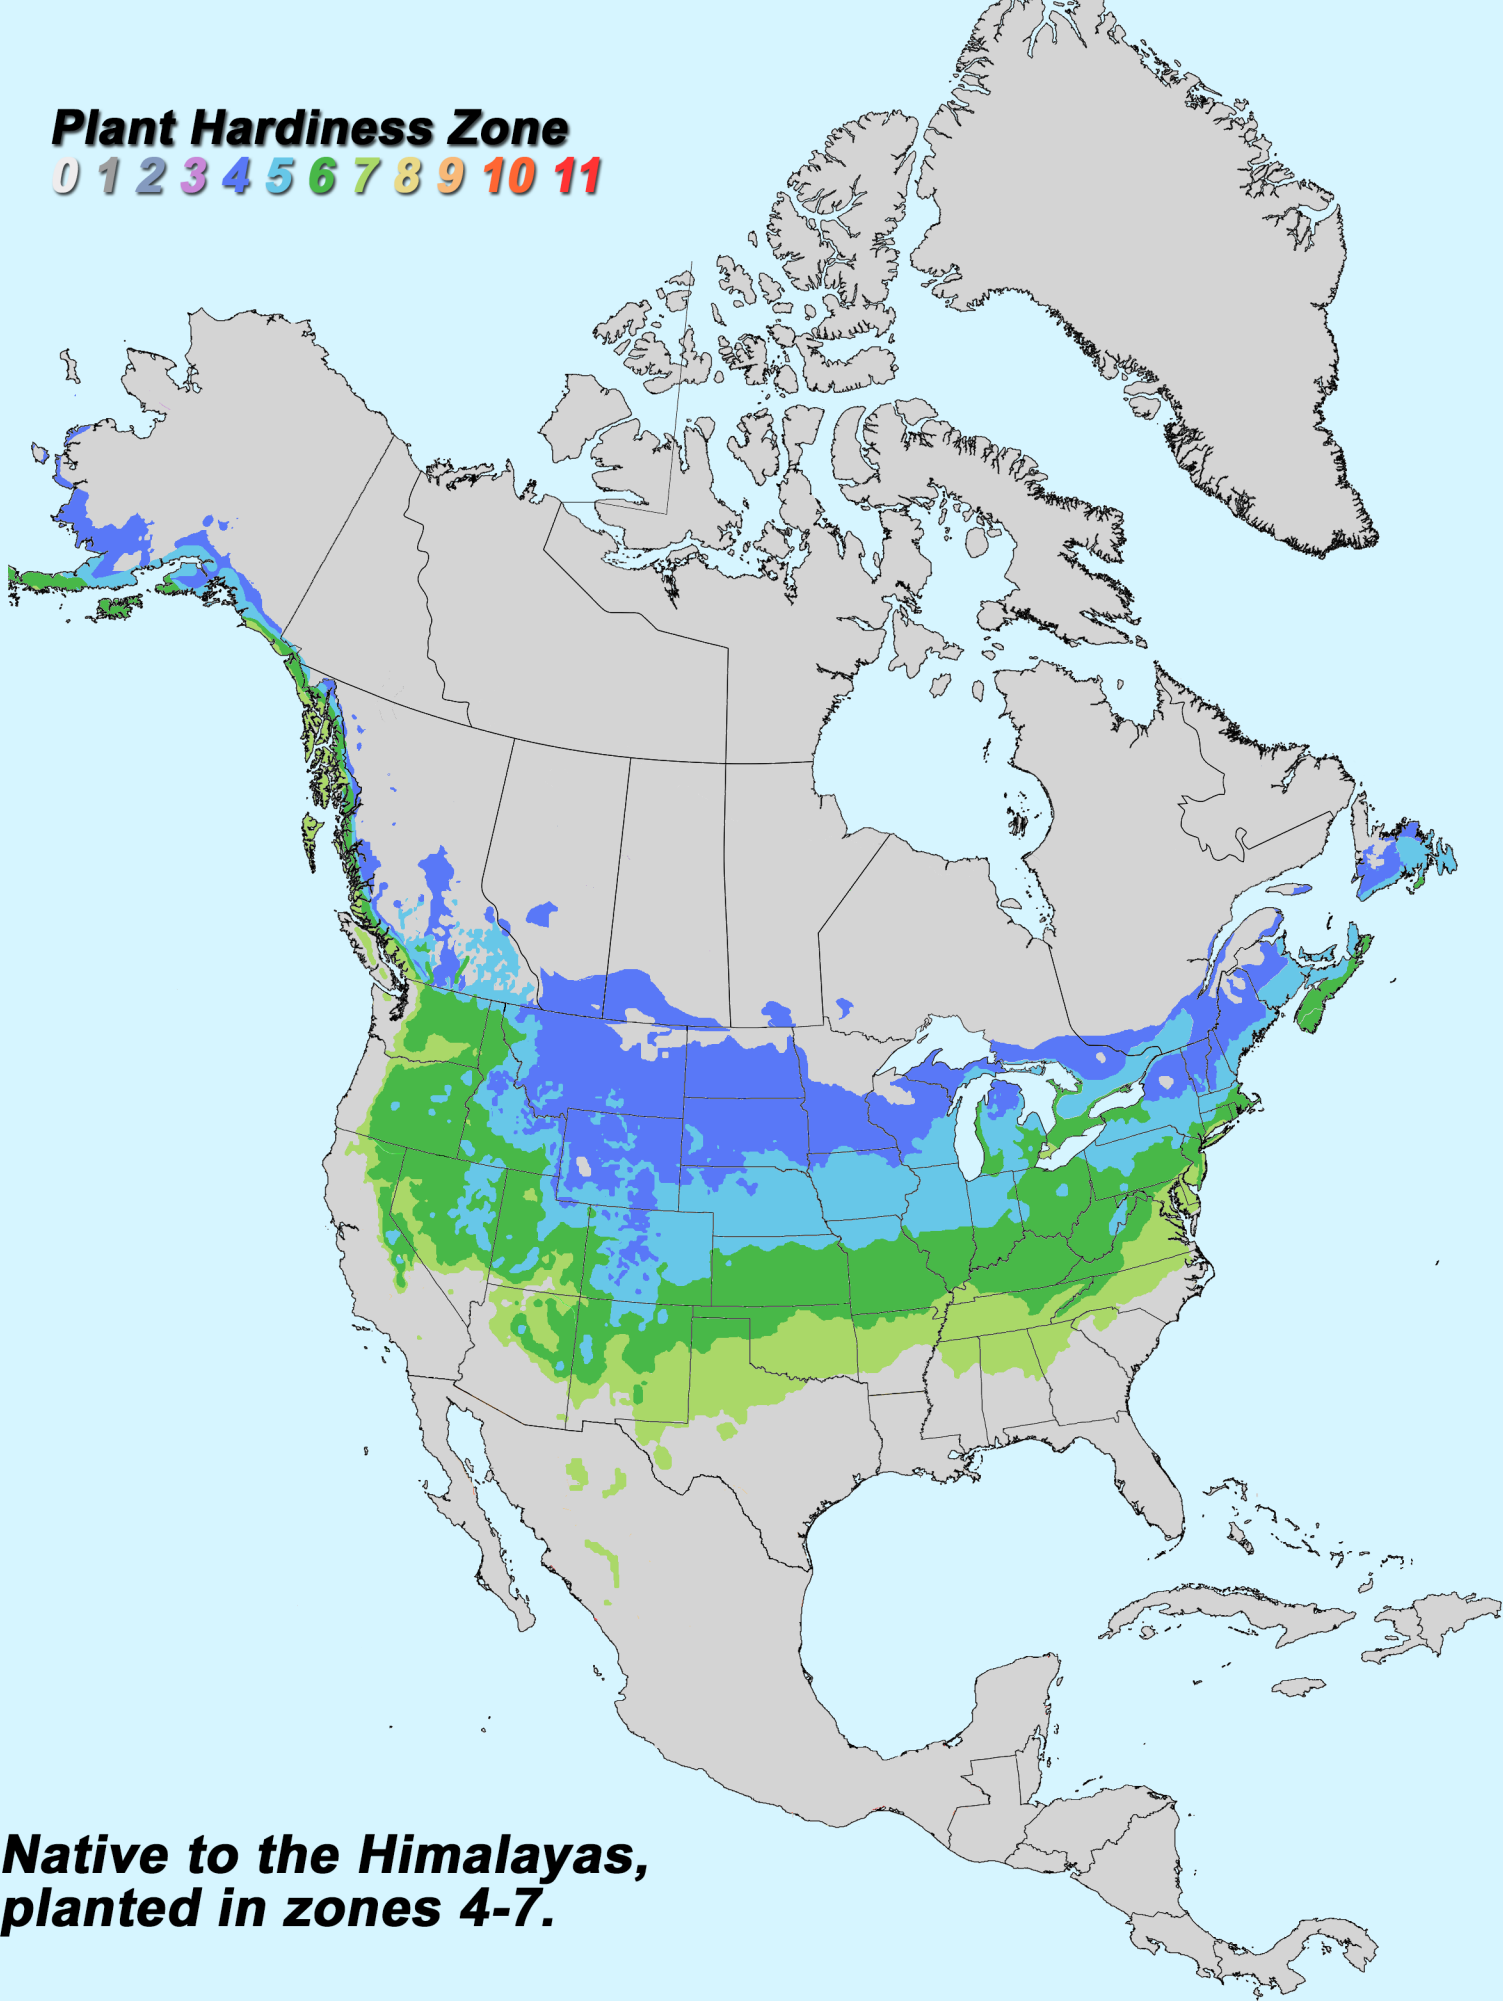 Plant Hardiness Zone
0 1 2 3 4 5 6 7 8 9 10 11
Native to the Himalayas,
planted in zones 4-7.